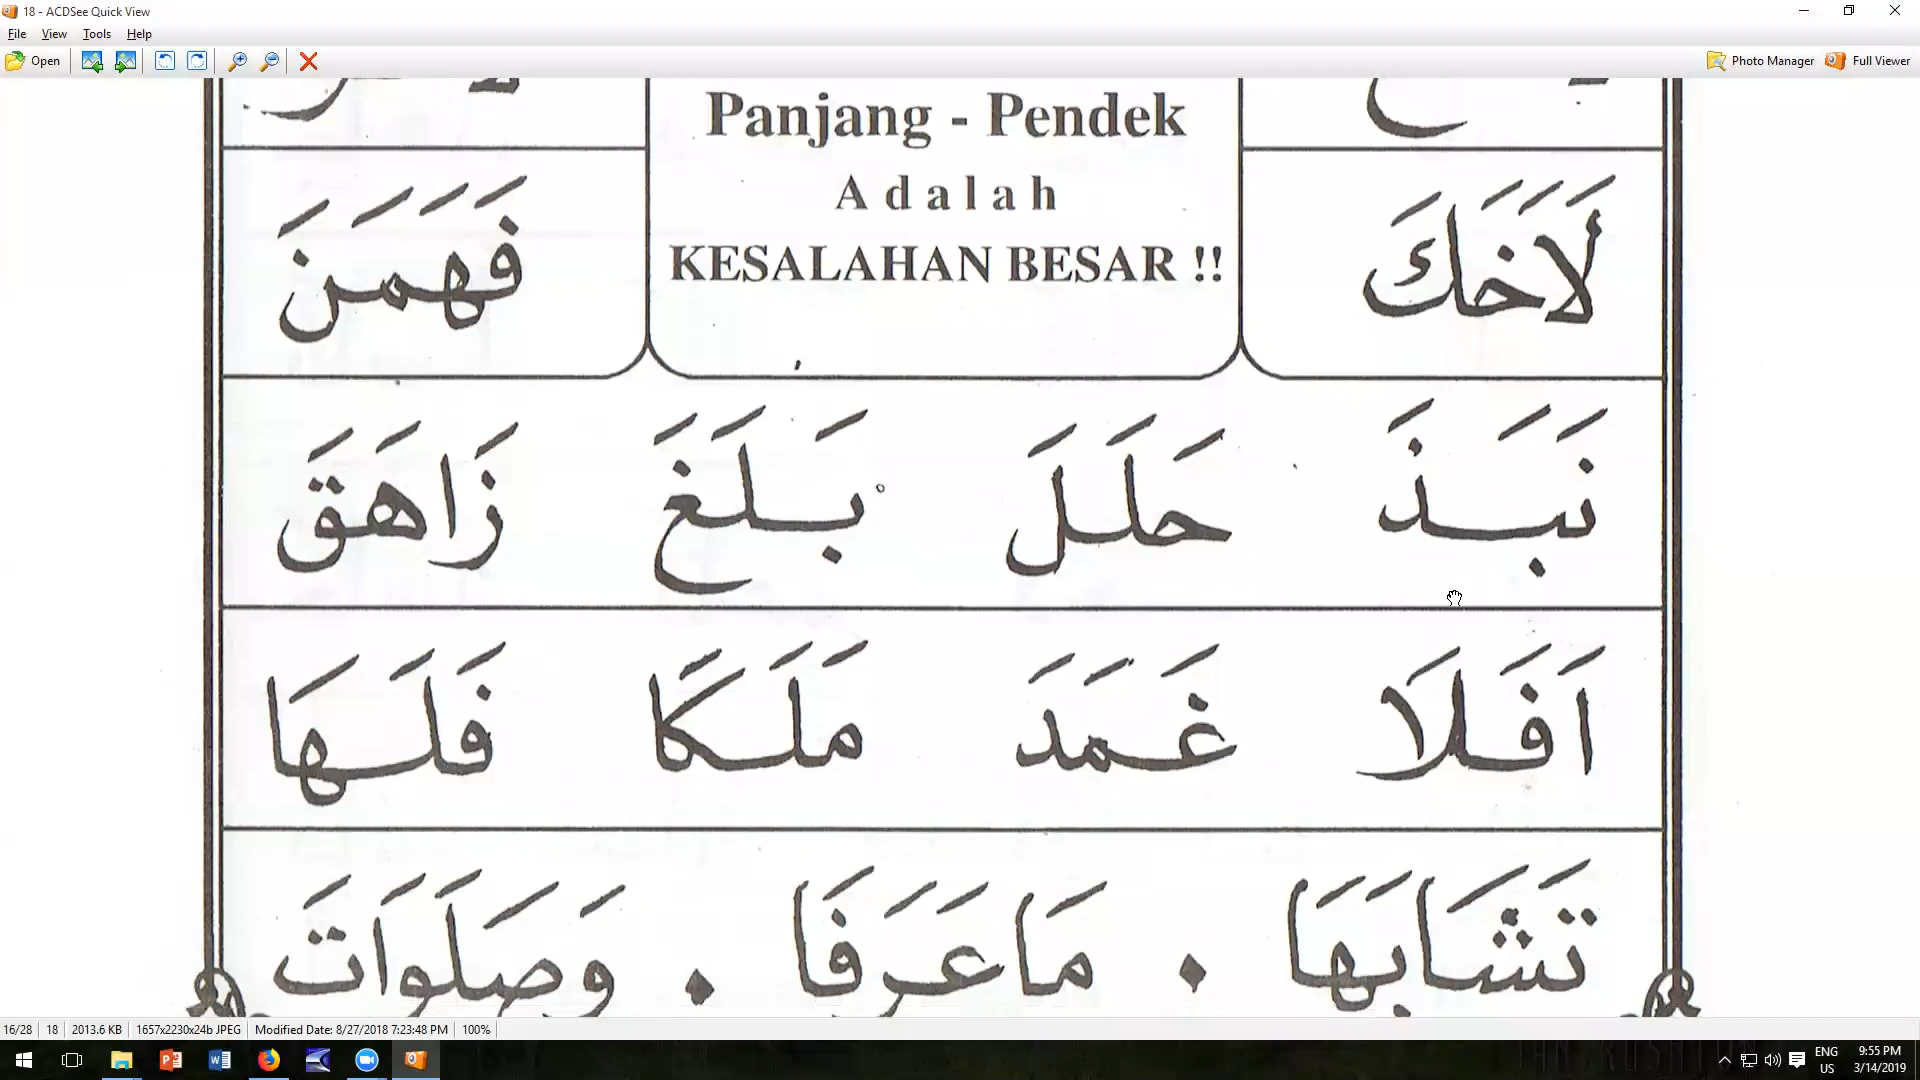 18 - ACDSee Quick View
File View Tools Help
Open Photo Manager Full Viewer
Panjang - Pendek
Adalah
KESALAHAN BESAR !!
لَأَخَكَ فَهَمَنَ
نَبَذَ حَلَلَ بَلَغَ زَاهَقَ
اَفَلَا غَمَدَ مَلَكًا فَلَهَا
تَشَابَهَا . مَاعَرَفَا . وَصَلَوَاتَ
16/28 18 2013.6 KB 1657x2230x24b JPEG Modified Date: 8/27/2018 7:23:48 PM 100%
ENG 9:55 PM
US 3/14/2019